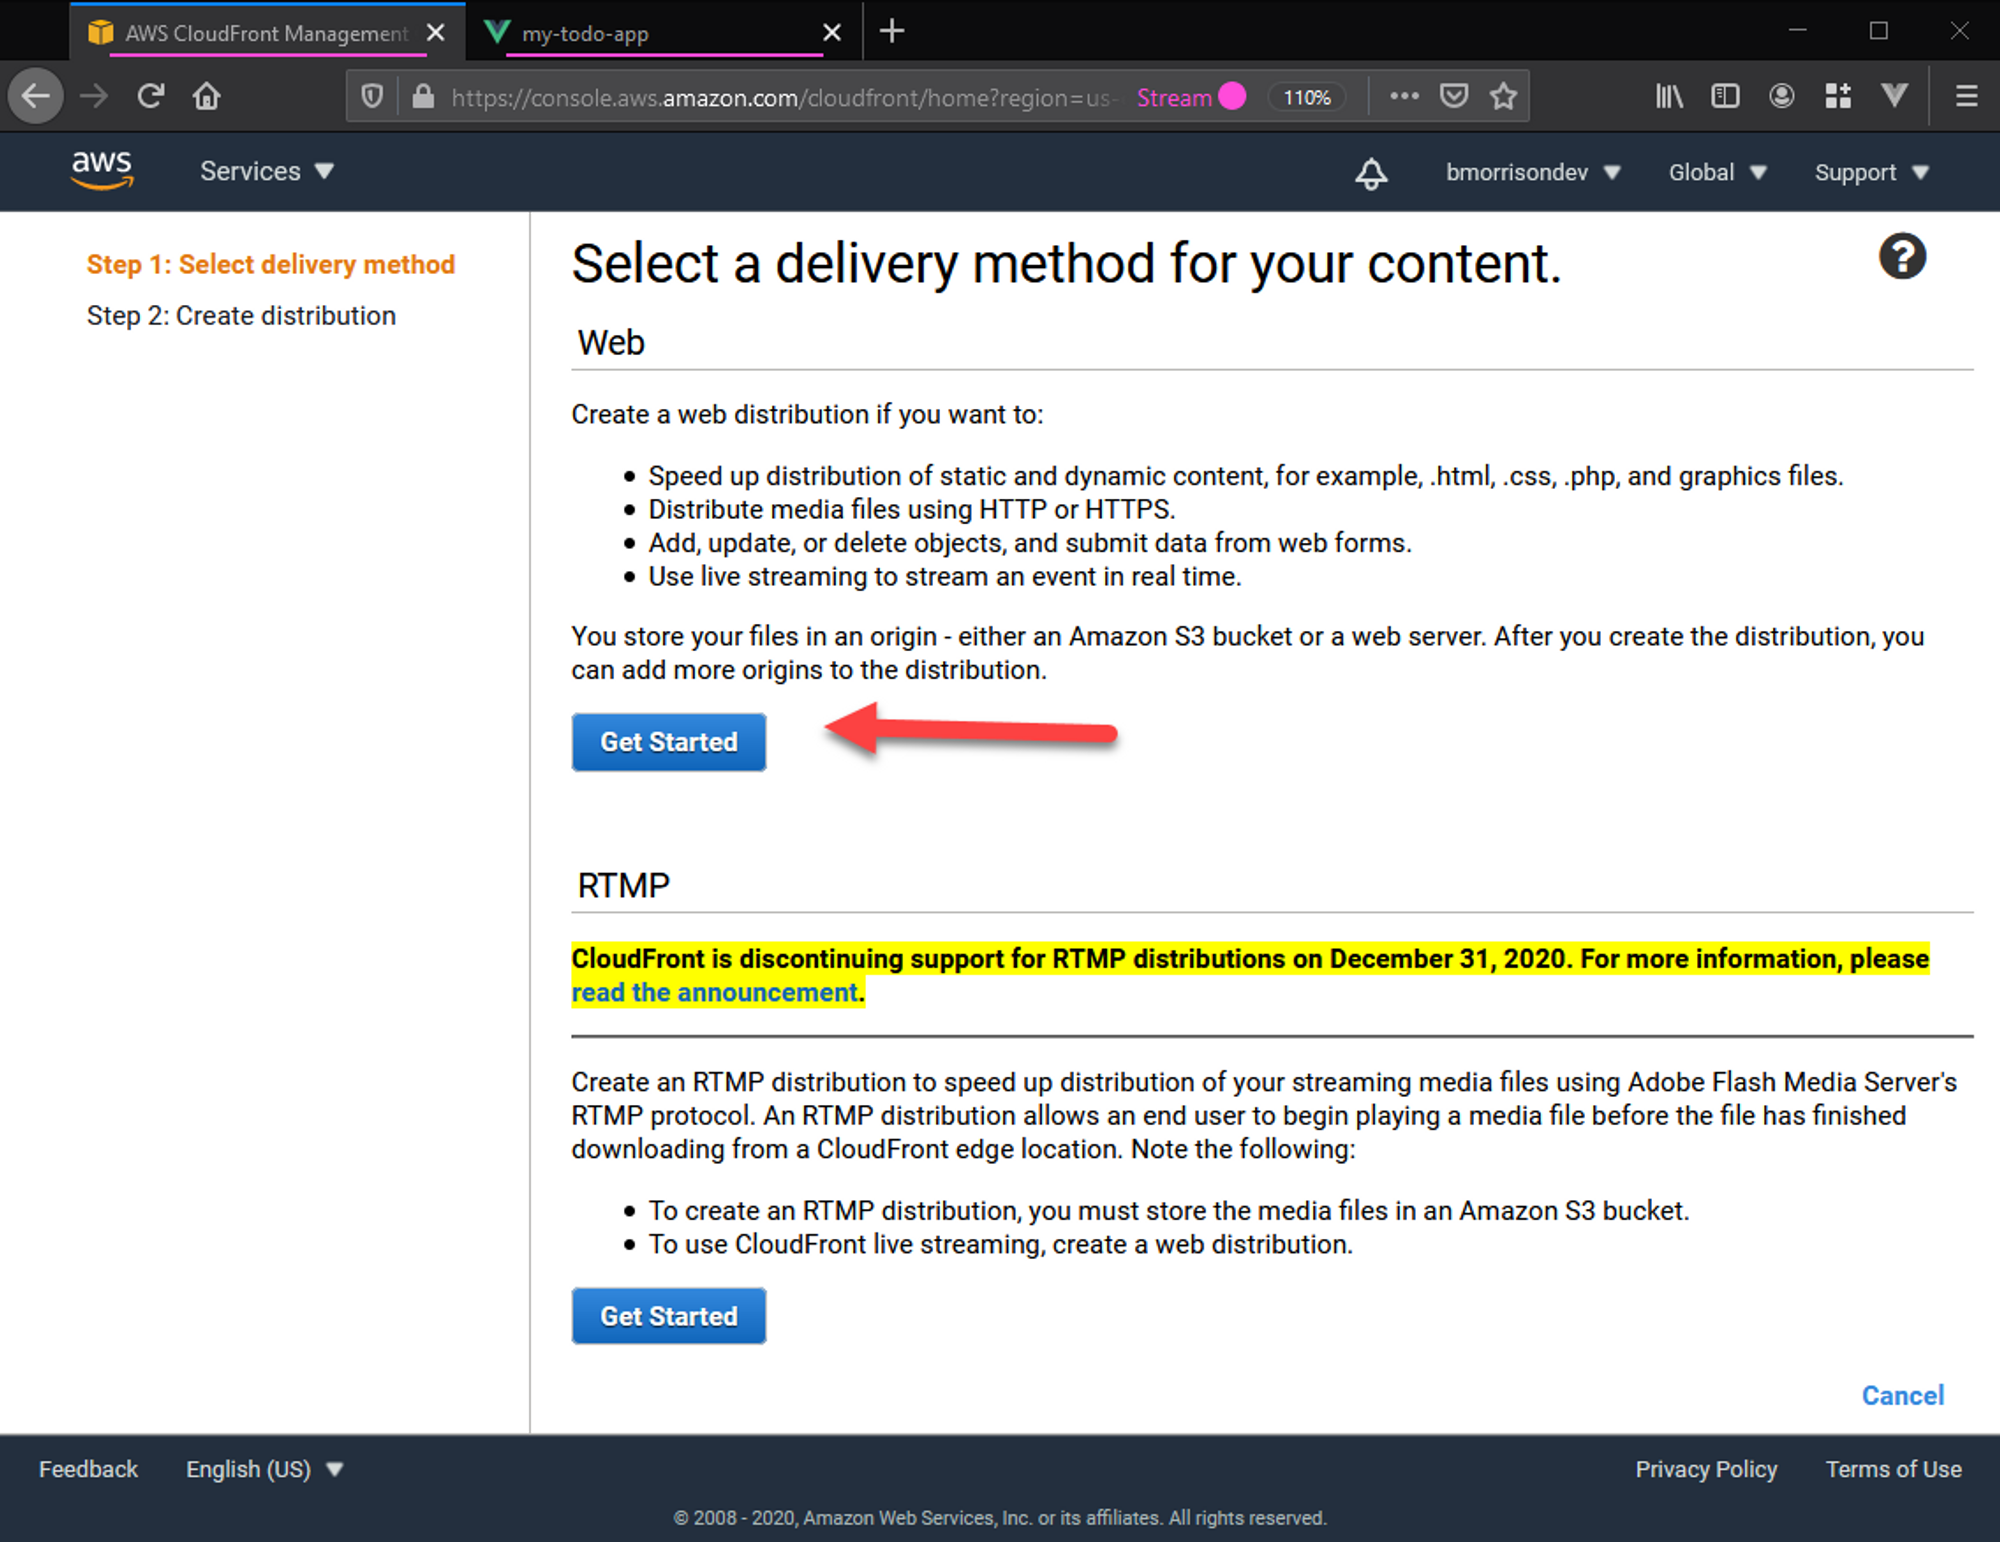 AWS CloudFront Management
my-todo-app
https://console.aws.amazon.com/cloudfront/home?region=us-
Stream
110%
aws
Services
bmorrisondev
Global
Support
Step 1: Select delivery method
Step 2: Create distribution
Select a delivery method for your content.
?
Web
Create a web distribution if you want to:
• Speed up distribution of static and dynamic content, for example, .html, .css, .php, and graphics files.
• Distribute media files using HTTP or HTTPS.
• Add, update, or delete objects, and submit data from web forms.
• Use live streaming to stream an event in real time.
You store your files in an origin - either an Amazon S3 bucket or a web server. After you create the distribution, you
can add more origins to the distribution.
Get Started
RTMP
CloudFront is discontinuing support for RTMP distributions on December 31, 2020. For more information, please
read the announcement.
Create an RTMP distribution to speed up distribution of your streaming media files using Adobe Flash Media Server's
RTMP protocol. An RTMP distribution allows an end user to begin playing a media file before the file has finished
downloading from a CloudFront edge location. Note the following:
• To create an RTMP distribution, you must store the media files in an Amazon S3 bucket.
• To use CloudFront live streaming, create a web distribution.
Get Started
Cancel
Feedback
English (US)
Privacy Policy
Terms of Use
© 2008 - 2020, Amazon Web Services, Inc. or its affiliates. All rights reserved.